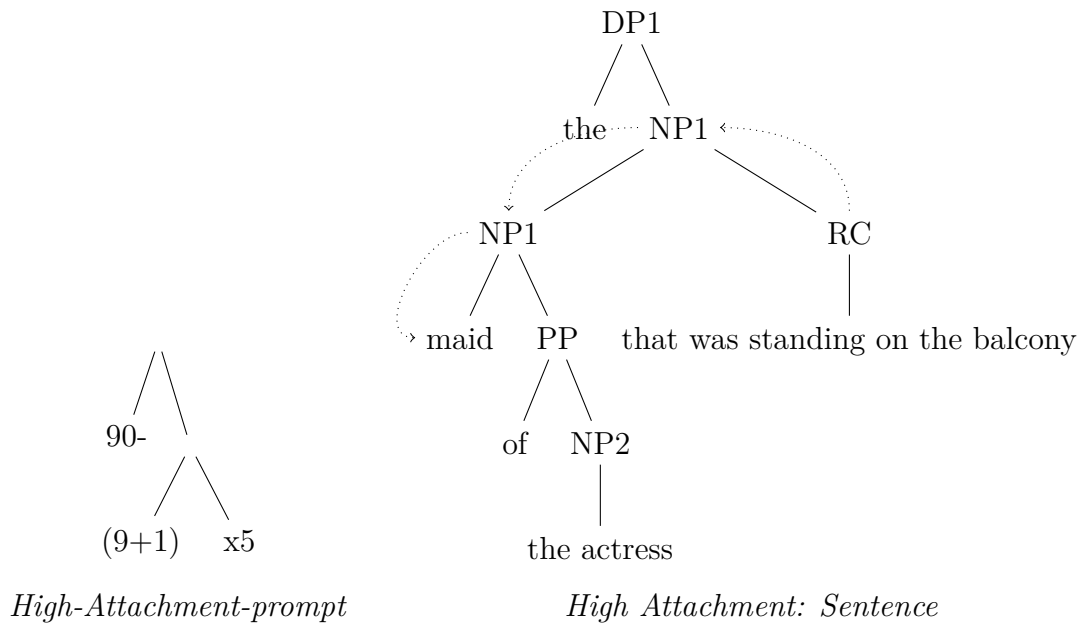 DP1
the NP1
NP1 RC
maid PP that was standing on the balcony
90-
of NP2
(9+1) x5
the actress
High-Attachment-prompt High Attachment: Sentence